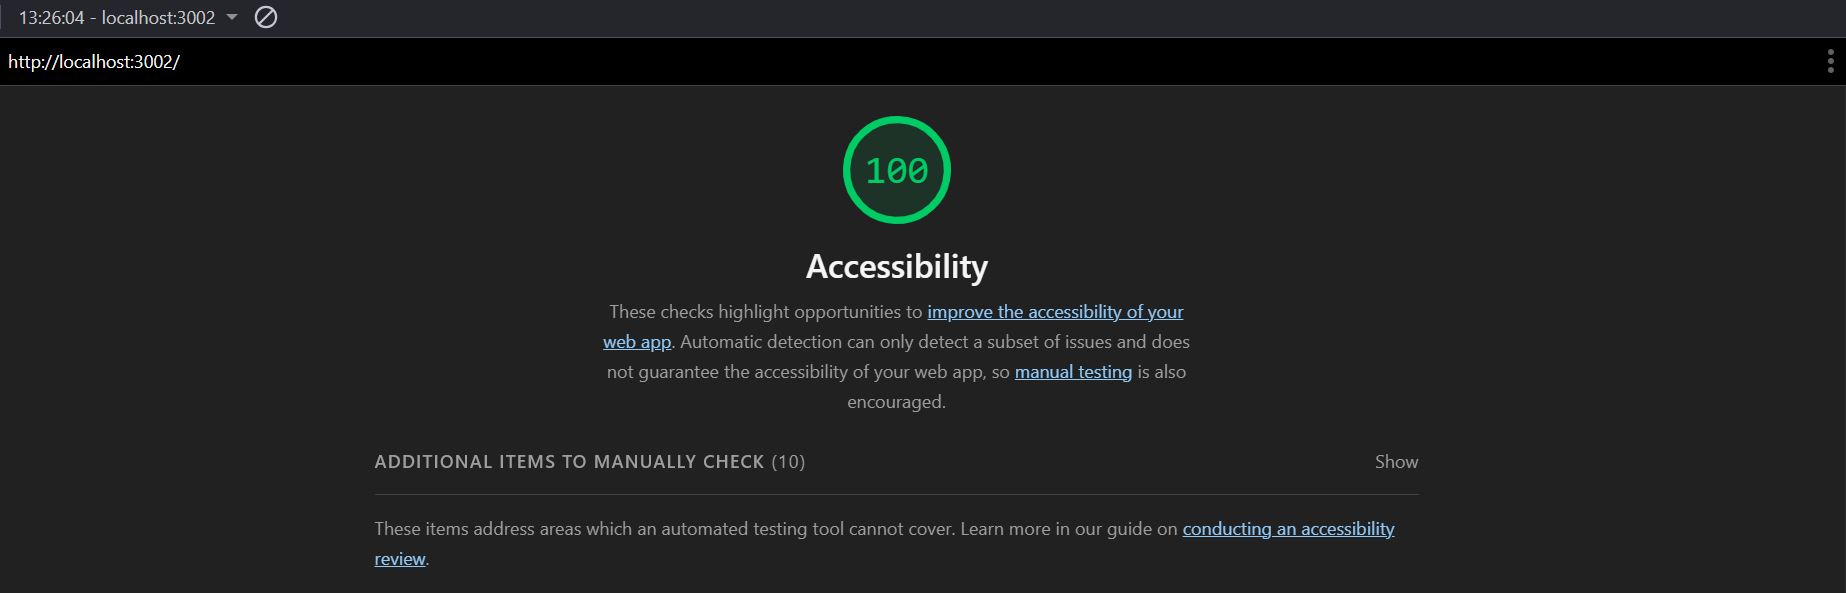 13:26:04 - localhost:3002
http://localhost:3002/
100
Accessibility
These checks highlight opportunities to improve the accessibility of your
web app. Automatic detection can only detect a subset of issues and does
not guarantee the accessibility of your web app, so manual testing is also
encouraged.
ADDITIONAL ITEMS TO MANUALLY CHECK (10)
Show
These items address areas which an automated testing tool cannot cover. Learn more in our guide on conducting an accessibility
review.